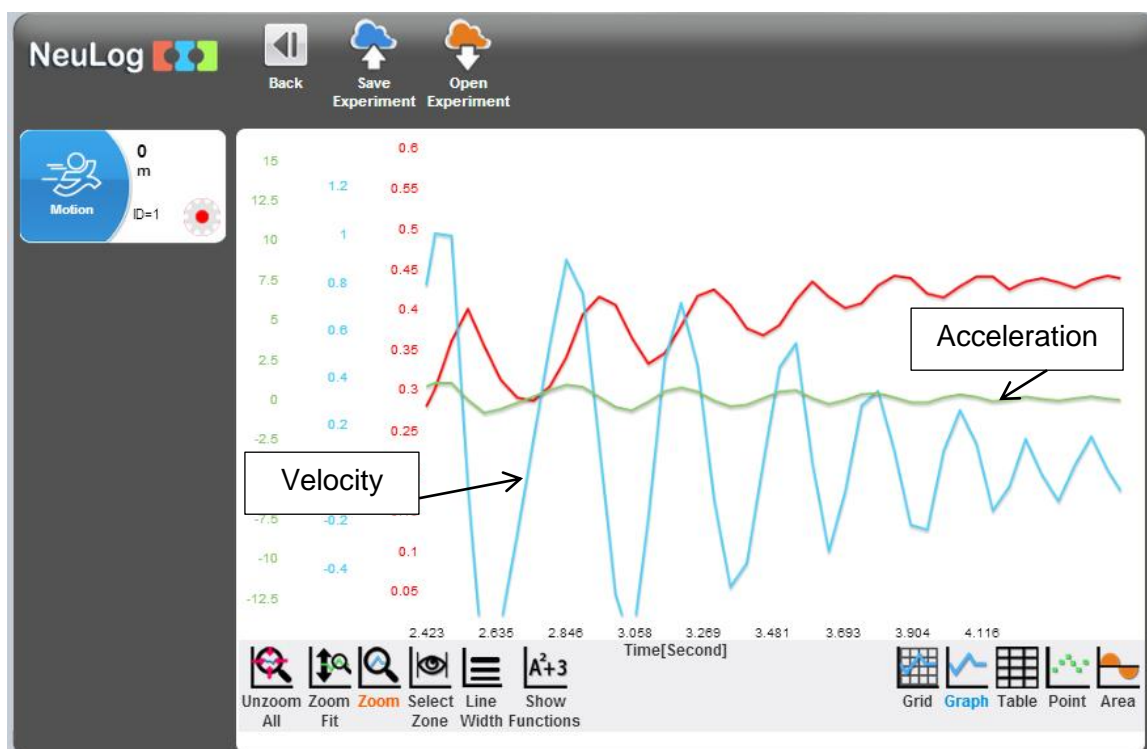 NeuLog
Back
Save
Experiment
Open
Experiment
Motion
0
m
ID=1
15
12.5
10
7.5
5
2.5
0
-2.5
-7.5
-10
-12.5
1.2
1
0.8
0.6
0.4
0.2
-0.2
-0.4
0.6
0.55
0.5
0.45
0.4
0.35
0.3
0.25
0.1
0.05
Acceleration
Velocity
2.423 2.635 2.846 3.058 3.269 3.481 3.693 3.904 4.116
Time[Second]
Unzoom
All
Zoom
Fit
Zoom
Select
Zone
Line
Width
A²+3
Show
Functions
Grid
Graph
Table
Point
Area